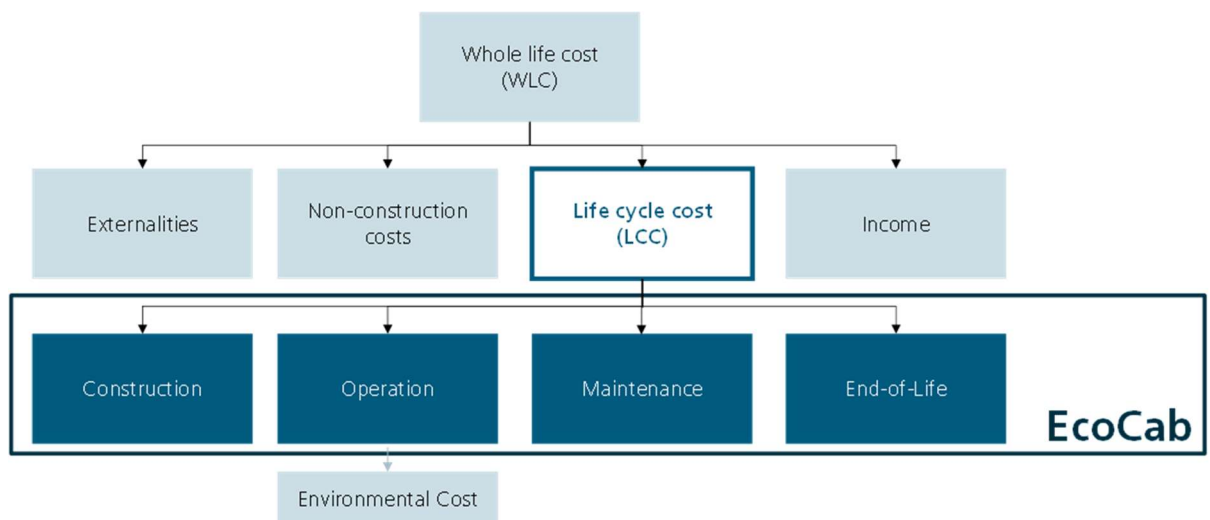 Whole life cost
(WLC)
Externalities
Non-construction
costs
Life cycle cost
(LCC)
Income
Construction
Operation
Maintenance
End-of-Life
EcoCab
Environmental Cost